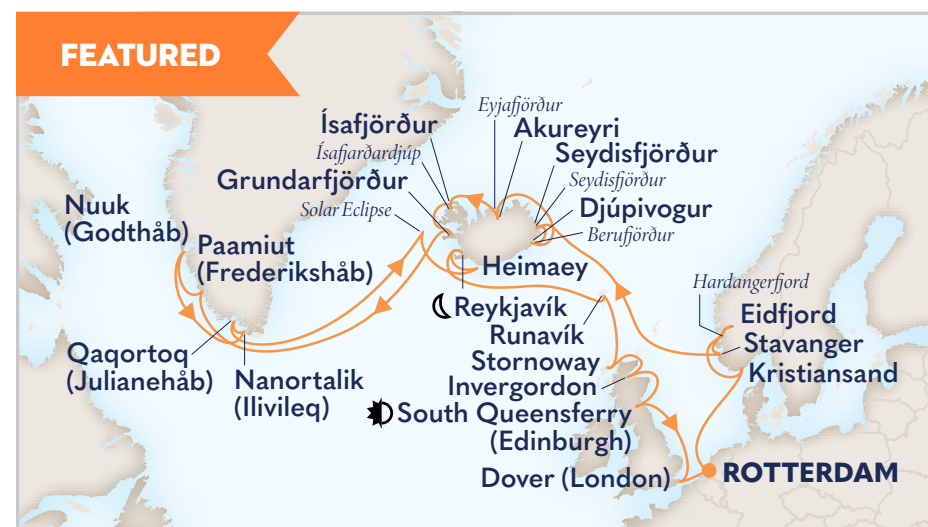 FEATURED
Eyjafjörður
Ísafjörður
Akureyri
Ísafjarðardjúp
Seydisfjörður
Grundarfjörður
Seydisfjörður
Solar Eclipse
Djúpivogur
Berufjörður
Nuuk
(Godthåb)
Paamiut
(Frederikshåb)
Heimaey
Hardangerfjord
Reykjavík
Eidfjord
Runavík
Stavanger
Stornoway
Kristiansand
Qaqortoq
(Julianehåb)
Nanortalik
(Ilivileq)
Invergordon
South Queensferry
(Edinburgh)
Dover (London)
ROTTERDAM